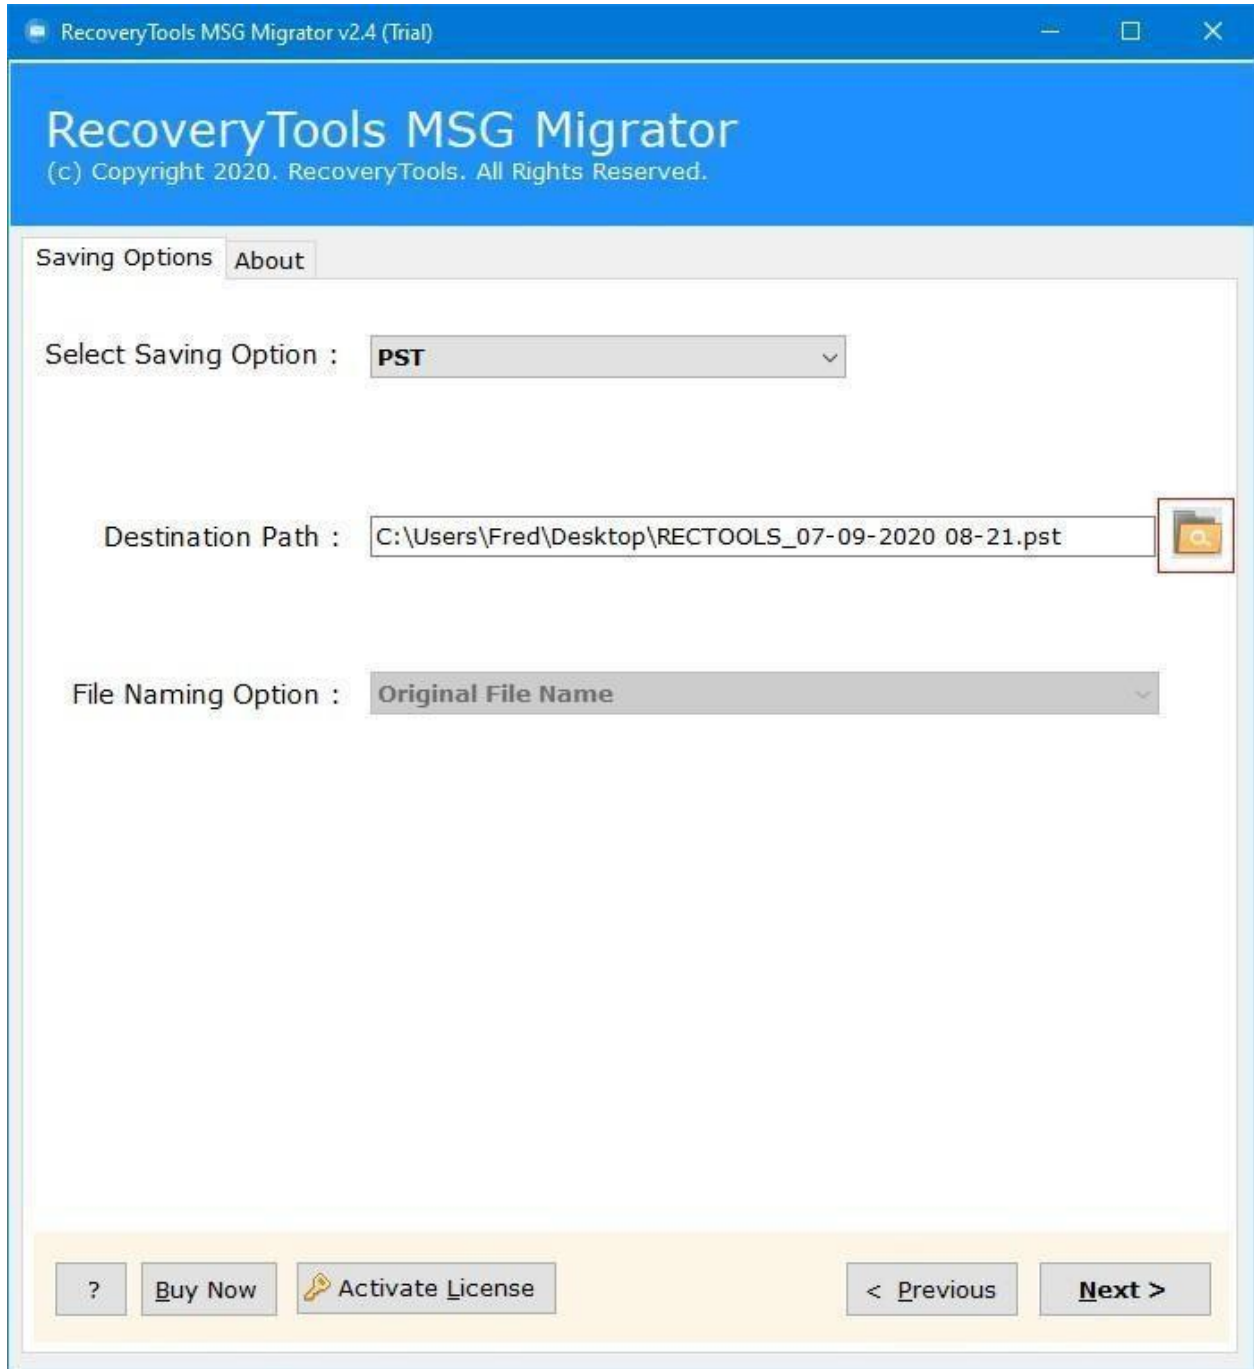 RecoveryTools MSG Migrator v2.4 (Trial)
RecoveryTools MSG Migrator
(c) Copyright 2020. RecoveryTools. All Rights Reserved.
Saving Options About
Select Saving Option : PST
Destination Path : C:\Users\Fred\Desktop\RECTOOLS_07-09-2020 08-21.pst
File Naming Option : Original File Name
? Buy Now Activate License < Previous Next >